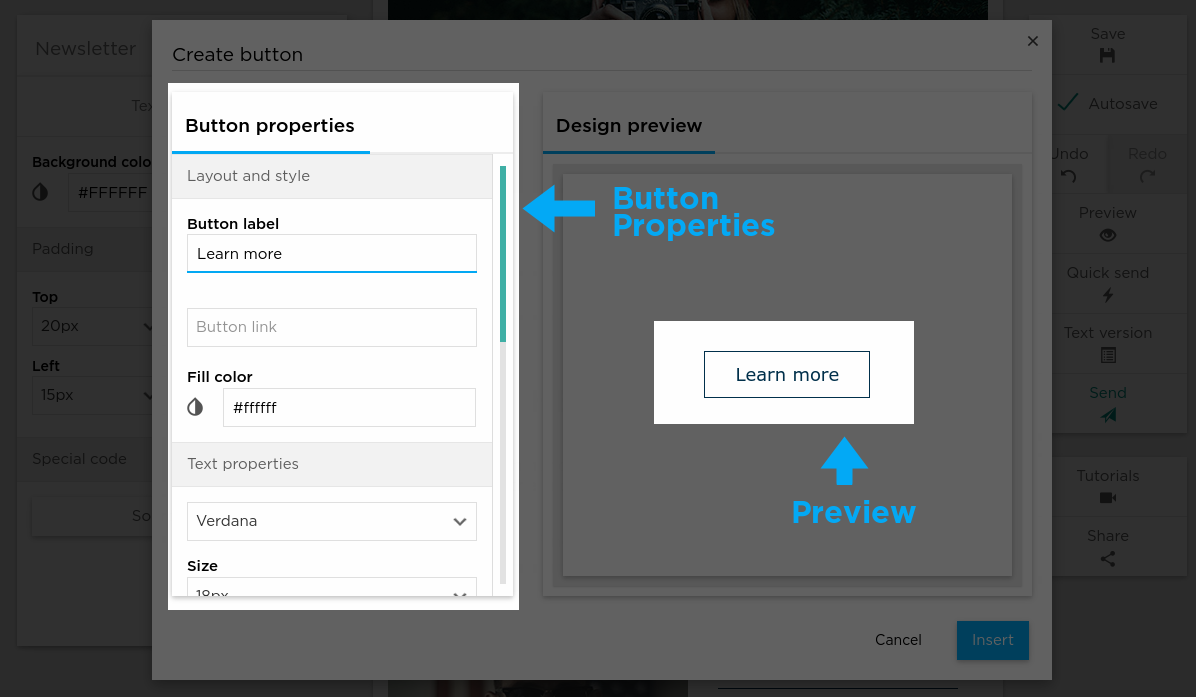 Newsletter
Tex
Background colo
#FFFFFF
Padding
Top
20px
Left
15px
Special code
So
Create button
Button properties
Layout and style
Button label
Learn more
Button link
Fill color
#ffffff
Text properties
Verdana
Size
18px
Design preview
Button
Properties
Learn more
Preview
Cancel
Insert
Save
Autosave
Undo
Redo
Preview
Quick send
Text version
Send
Tutorials
Share